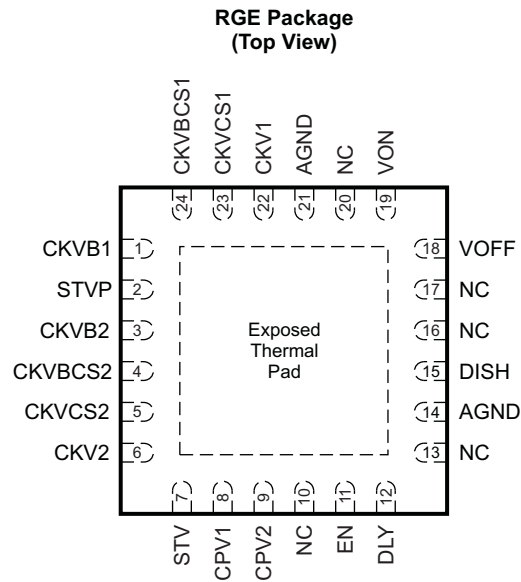 RGE Package
(Top View)
CKVBCS1
CKVCS1
CKV1
AGND
NC
VON
24
23
22
21
20
19
CKVB1 1
STVP 2
CKVB2 3
CKVBCS2 4
CKVCS2 5
CKV2 6
Exposed
Thermal
Pad
18 VOFF
17 NC
16 NC
15 DISH
14 AGND
13 NC
7
8
9
10
11
12
STV
CPV1
CPV2
NC
EN
DLY